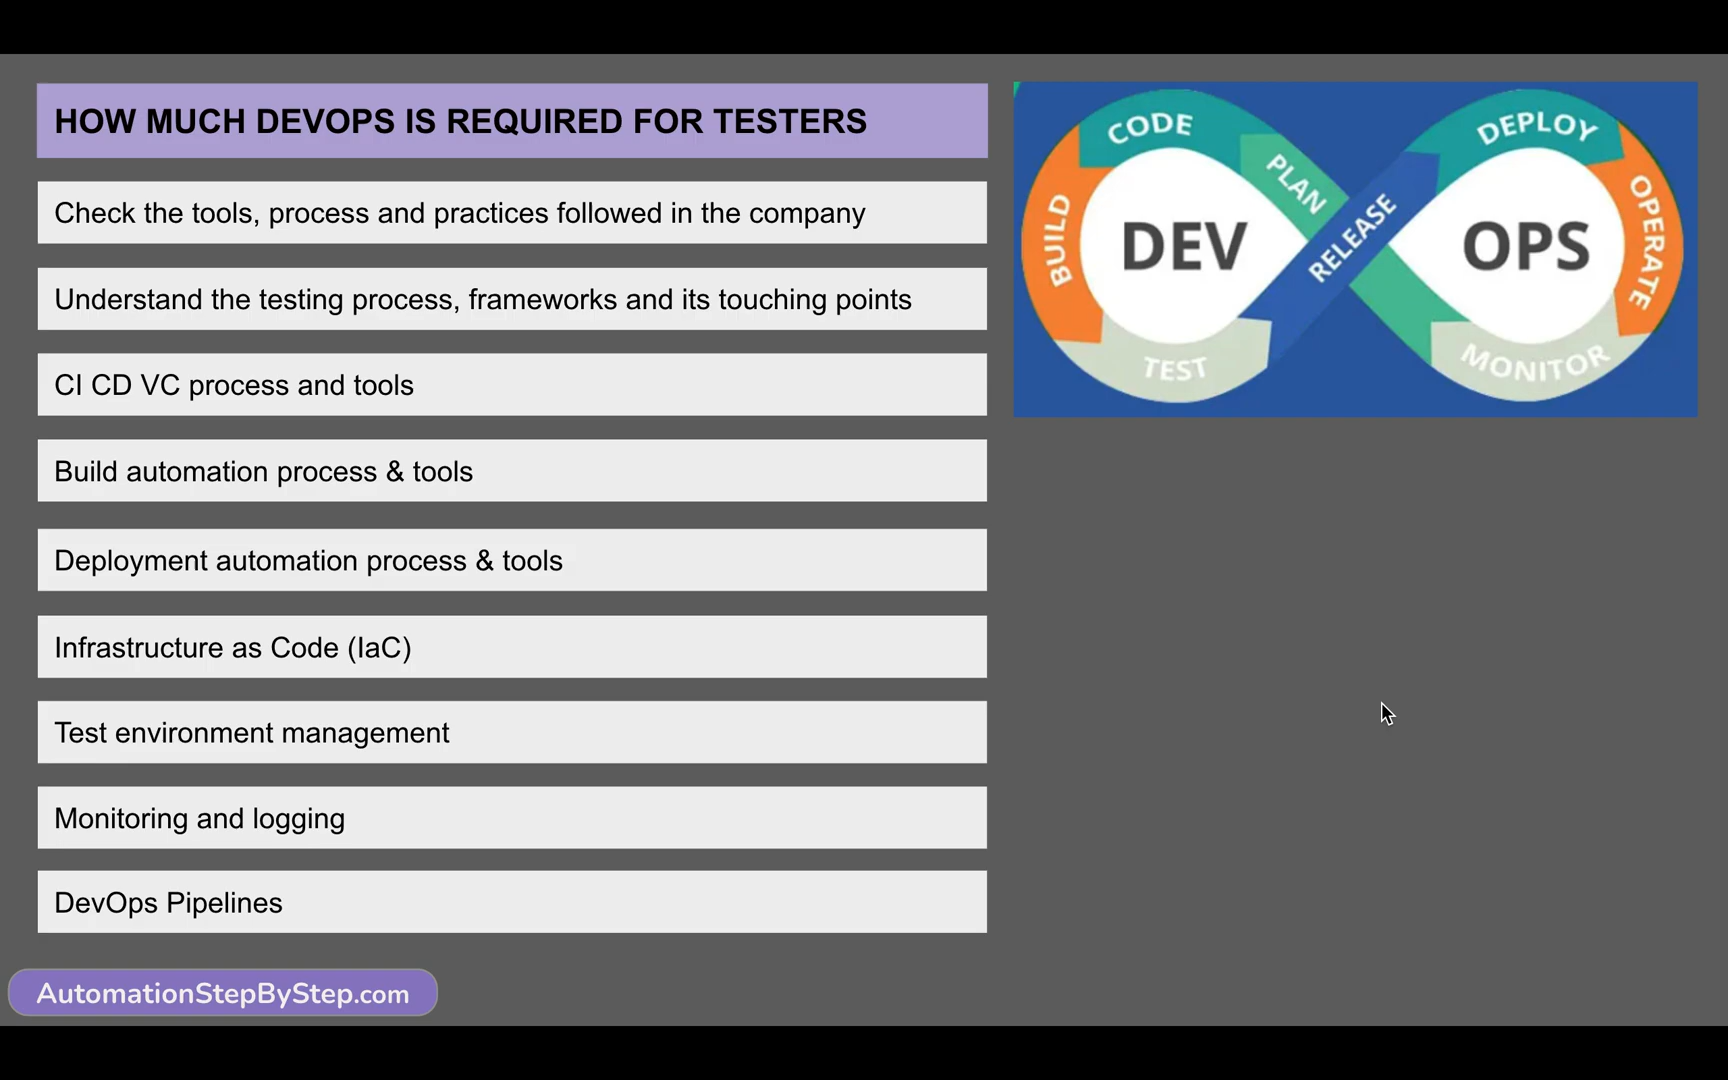 HOW MUCH DEVOPS IS REQUIRED FOR TESTERS
Check the tools, process and practices followed in the company
Understand the testing process, frameworks and its touching points
CI CD VC process and tools
Build automation process & tools
Deployment automation process & tools
Infrastructure as Code (IaC)
Test environment management
Monitoring and logging
DevOps Pipelines
AutomationStepByStep.com
CODE
PLAN
BUILD
DEV
TEST
RELEASE
DEPLOY
OPS
OPERATE
MONITOR